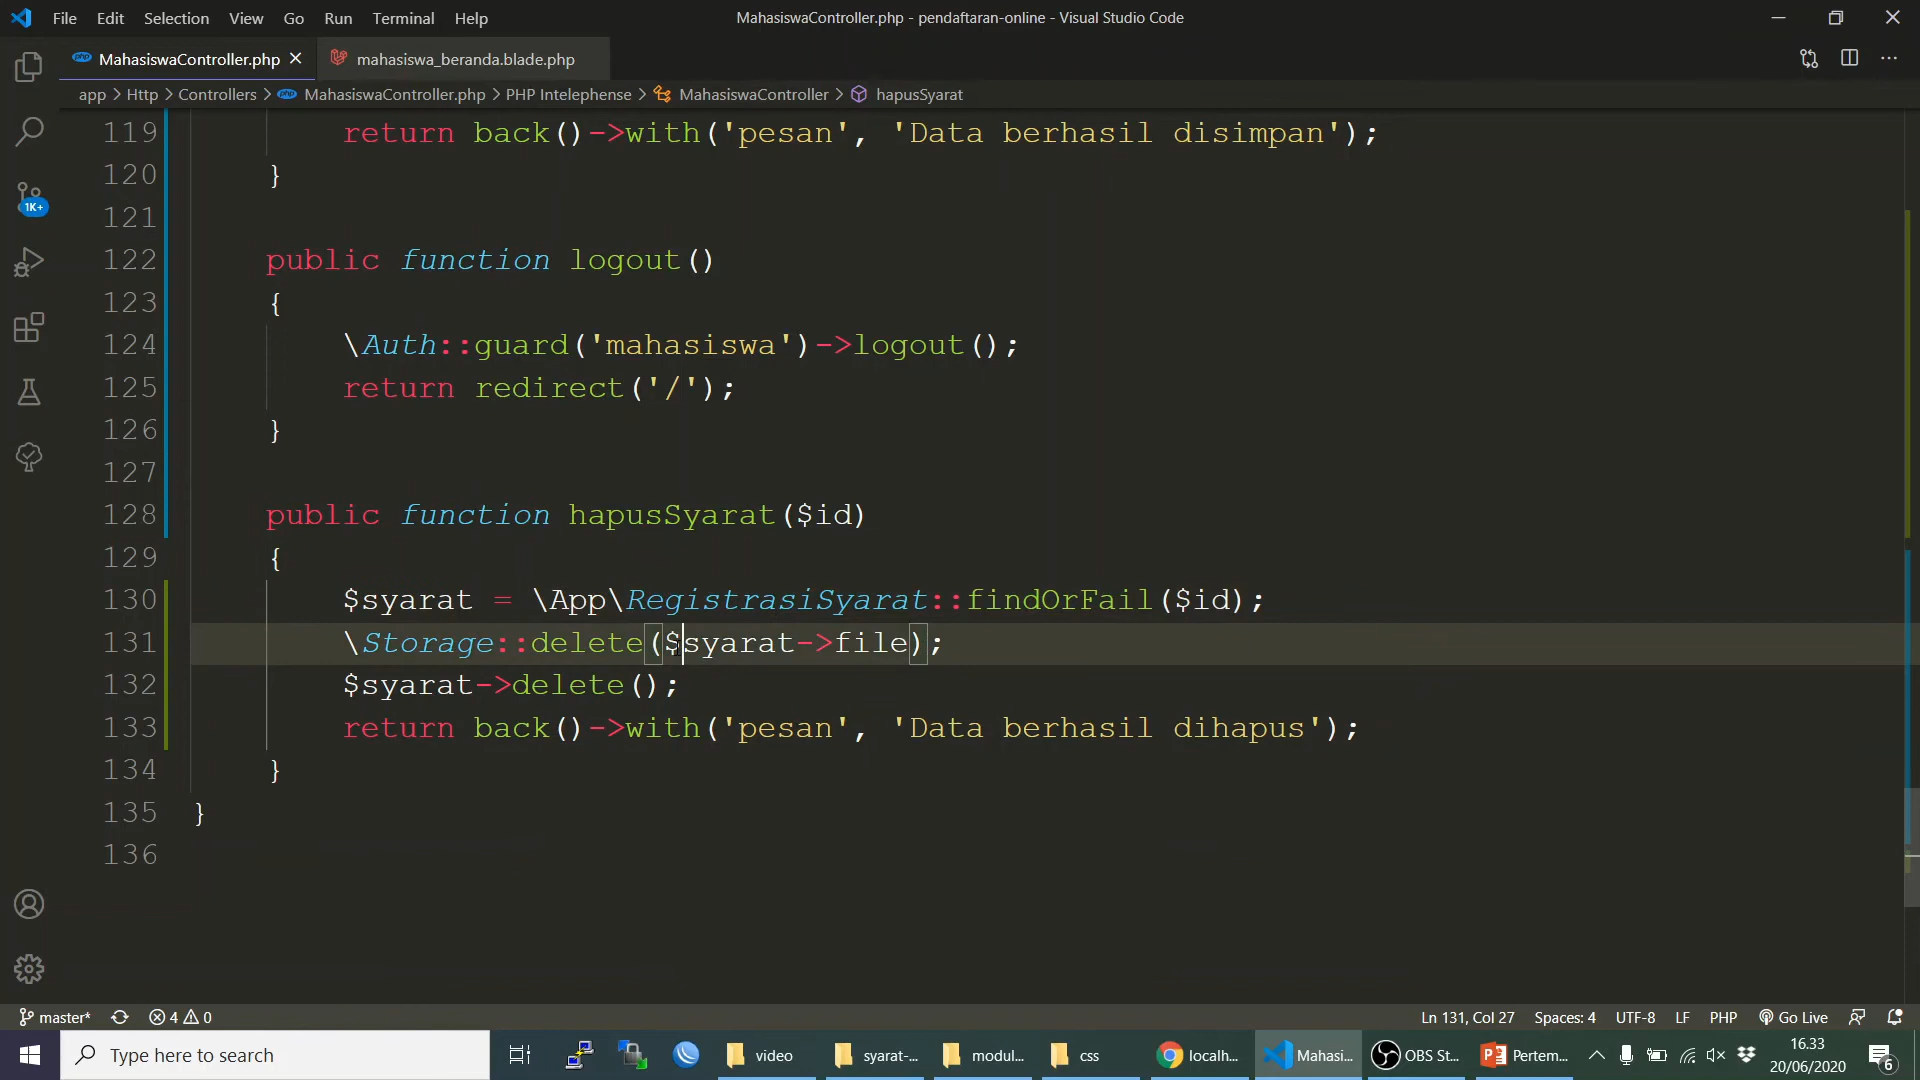 File Edit Selection View Go Run Terminal Help
MahasiswaController.php - pendaftaran-online - Visual Studio Code
MahasiswaController.php mahasiswa_beranda.blade.php
app > Http > Controllers > MahasiswaController.php > PHP Intelephense > MahasiswaController > hapusSyarat
119 return back()->with('pesan', 'Data berhasil disimpan');
120 }
121
122 public function logout()
123 {
124 \Auth::guard('mahasiswa')->logout();
125 return redirect('/');
126 }
127
128 public function hapusSyarat($id)
129 {
130 $syarat = \App\RegistrasiSyarat::findOrFail($id);
131 \Storage::delete($syarat->file);
132 $syarat->delete();
133 return back()->with('pesan', 'Data berhasil dihapus');
134 }
135 }
136
1K+
master* 4 0 Ln 131, Col 27 Spaces: 4 UTF-8 LF PHP Go Live
Type here to search video syarat-... modul... css localh... Mahasi... OBS St... Pertem... 16.33
20/06/2020 6